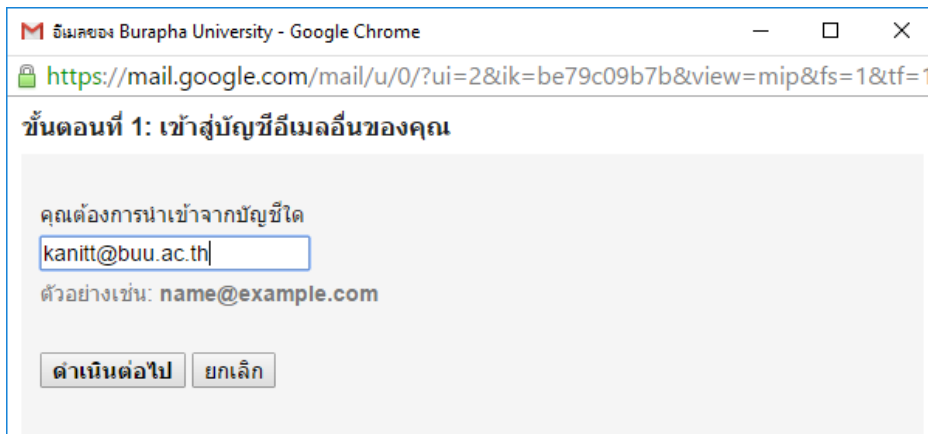 อีเมลของ Burapha University - Google Chrome
https://mail.google.com/mail/u/0/?ui=2&ik=be79c09b7b&view=mip&fs=1&tf=1
ขั้นตอนที่ 1: เข้าสู่บัญชีอีเมลอื่นของคุณ
คุณต้องการนำเข้าจากบัญชีใด
kanitt@buu.ac.th
ตัวอย่างเช่น: name@example.com
ดำเนินต่อไป ยกเลิก